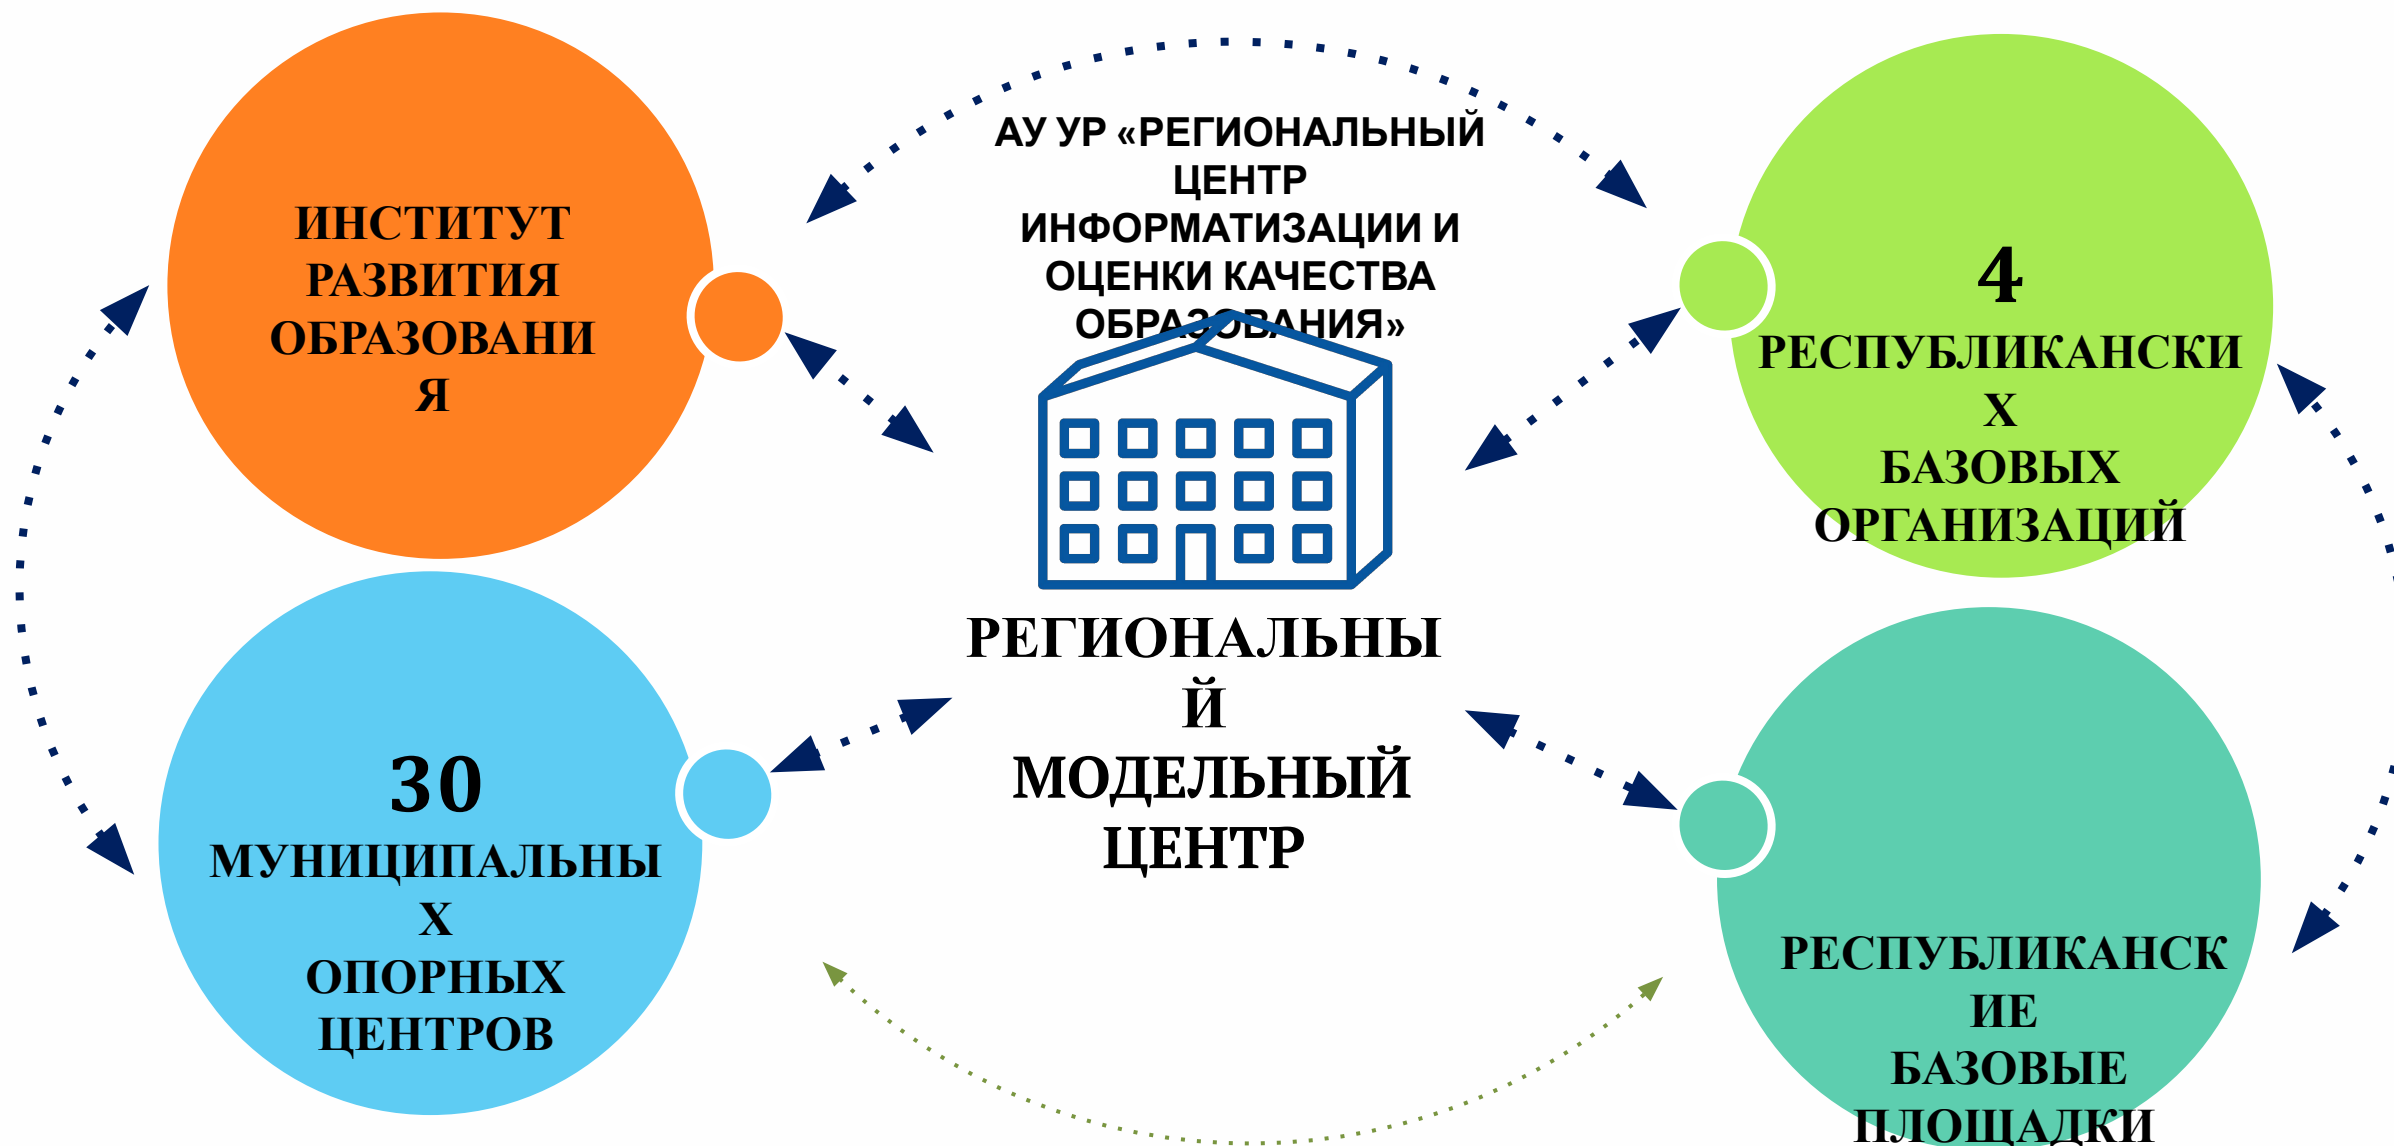 ИНСТИТУТ
РАЗВИТИЯ
ОБРАЗОВАНИ
Я
АУ УР «РЕГИОНАЛЬНЫЙ
ЦЕНТР
ИНФОРМАТИЗАЦИИ И
ОЦЕНКИ КАЧЕСТВА
ОБРАЗОВАНИЯ»
4
РЕСПУБЛИКАНСКИ
Х
БАЗОВЫХ
ОРГАНИЗАЦИЙ
РЕГИОНАЛЬНЫ
Й
МОДЕЛЬНЫЙ
ЦЕНТР
30
МУНИЦИПАЛЬНЫ
Х
ОПОРНЫХ
ЦЕНТРОВ
РЕСПУБЛИКАНСК
ИЕ
БАЗОВЫЕ
ПЛОЩАДКИ